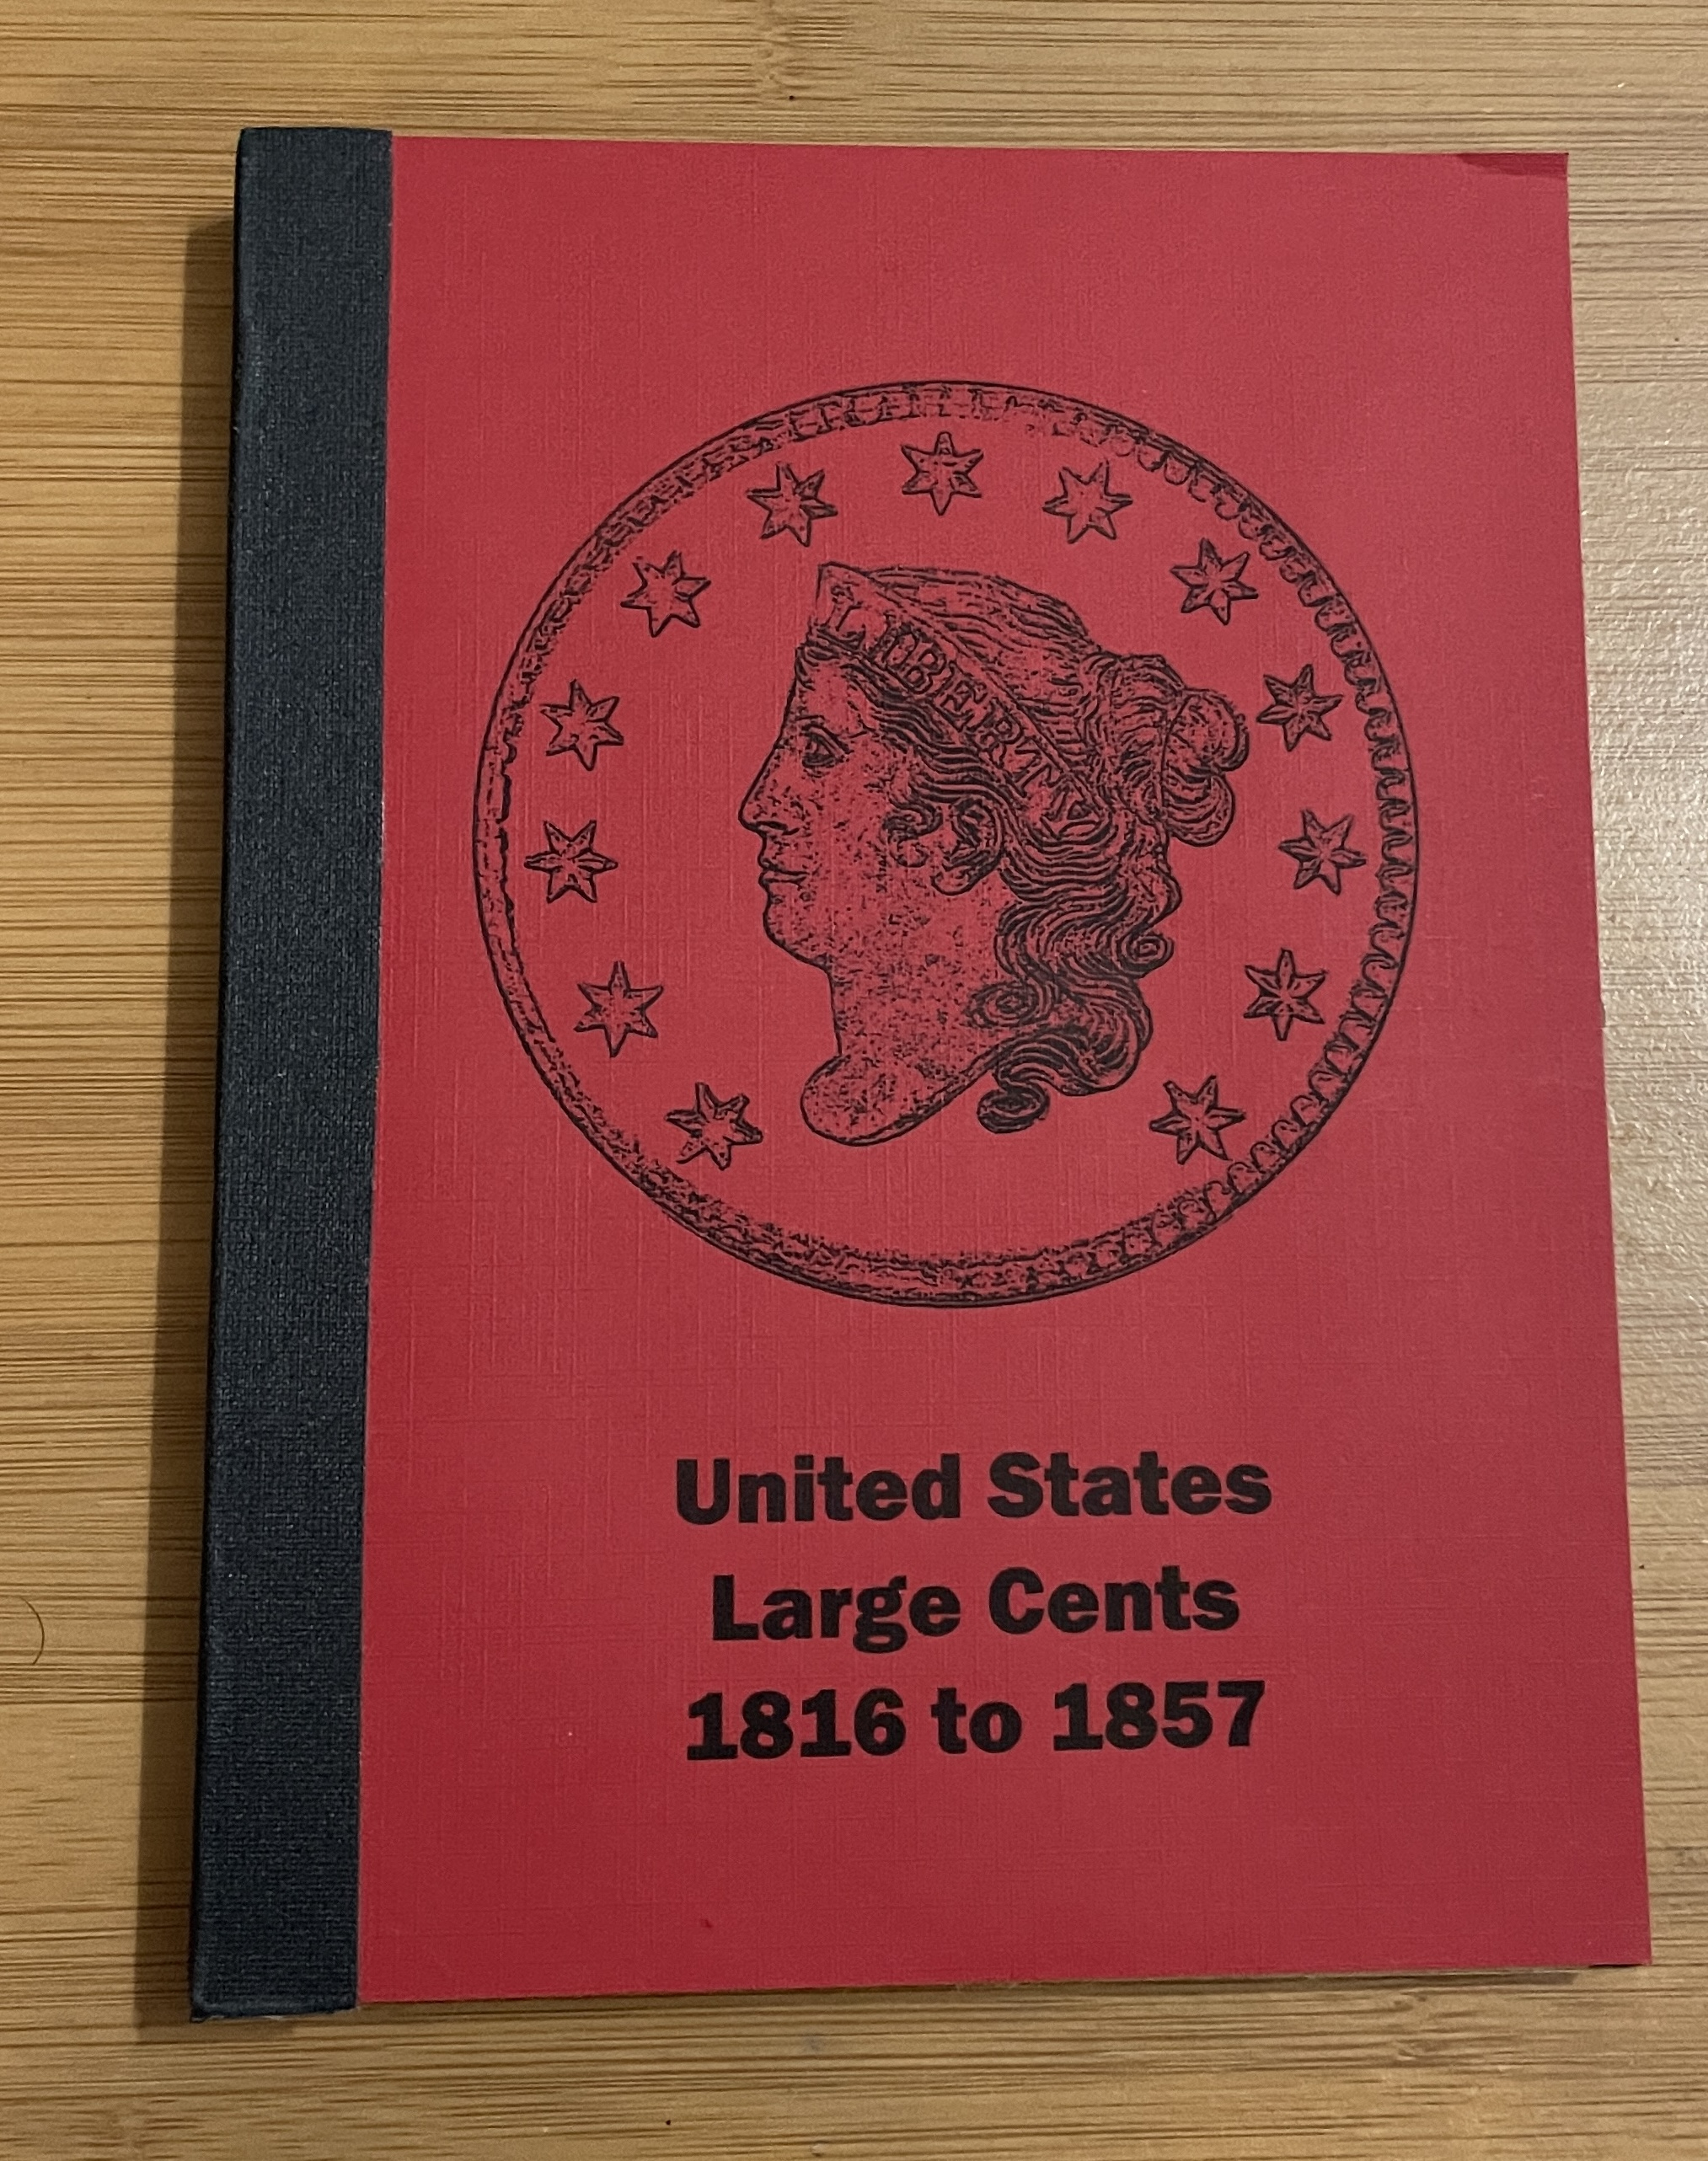 LIBERTY
United States
Large Cents
1816 to 1857